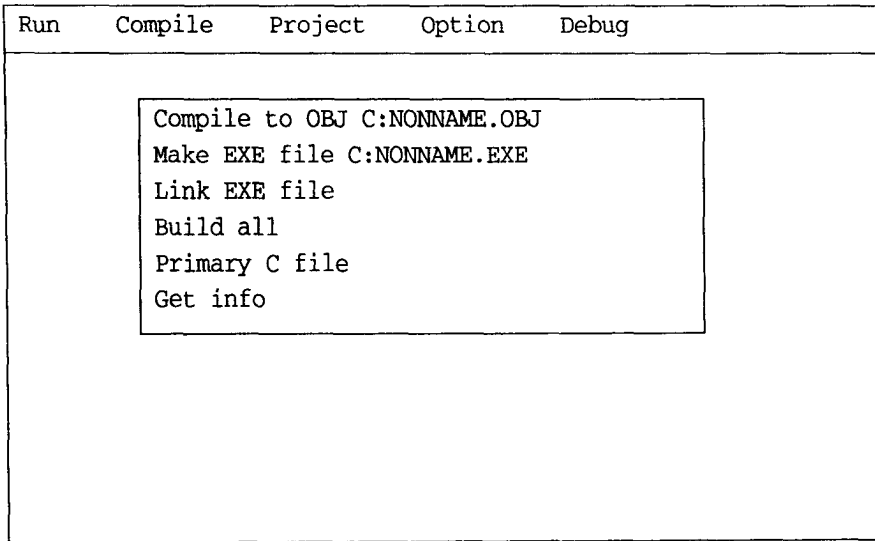 Run Compile Project Option Debug
Compile to OBJ C:NONNAME.OBJ
Make EXE file C:NONNAME.EXE
Link EXE file
Build all
Primary C file
Get info